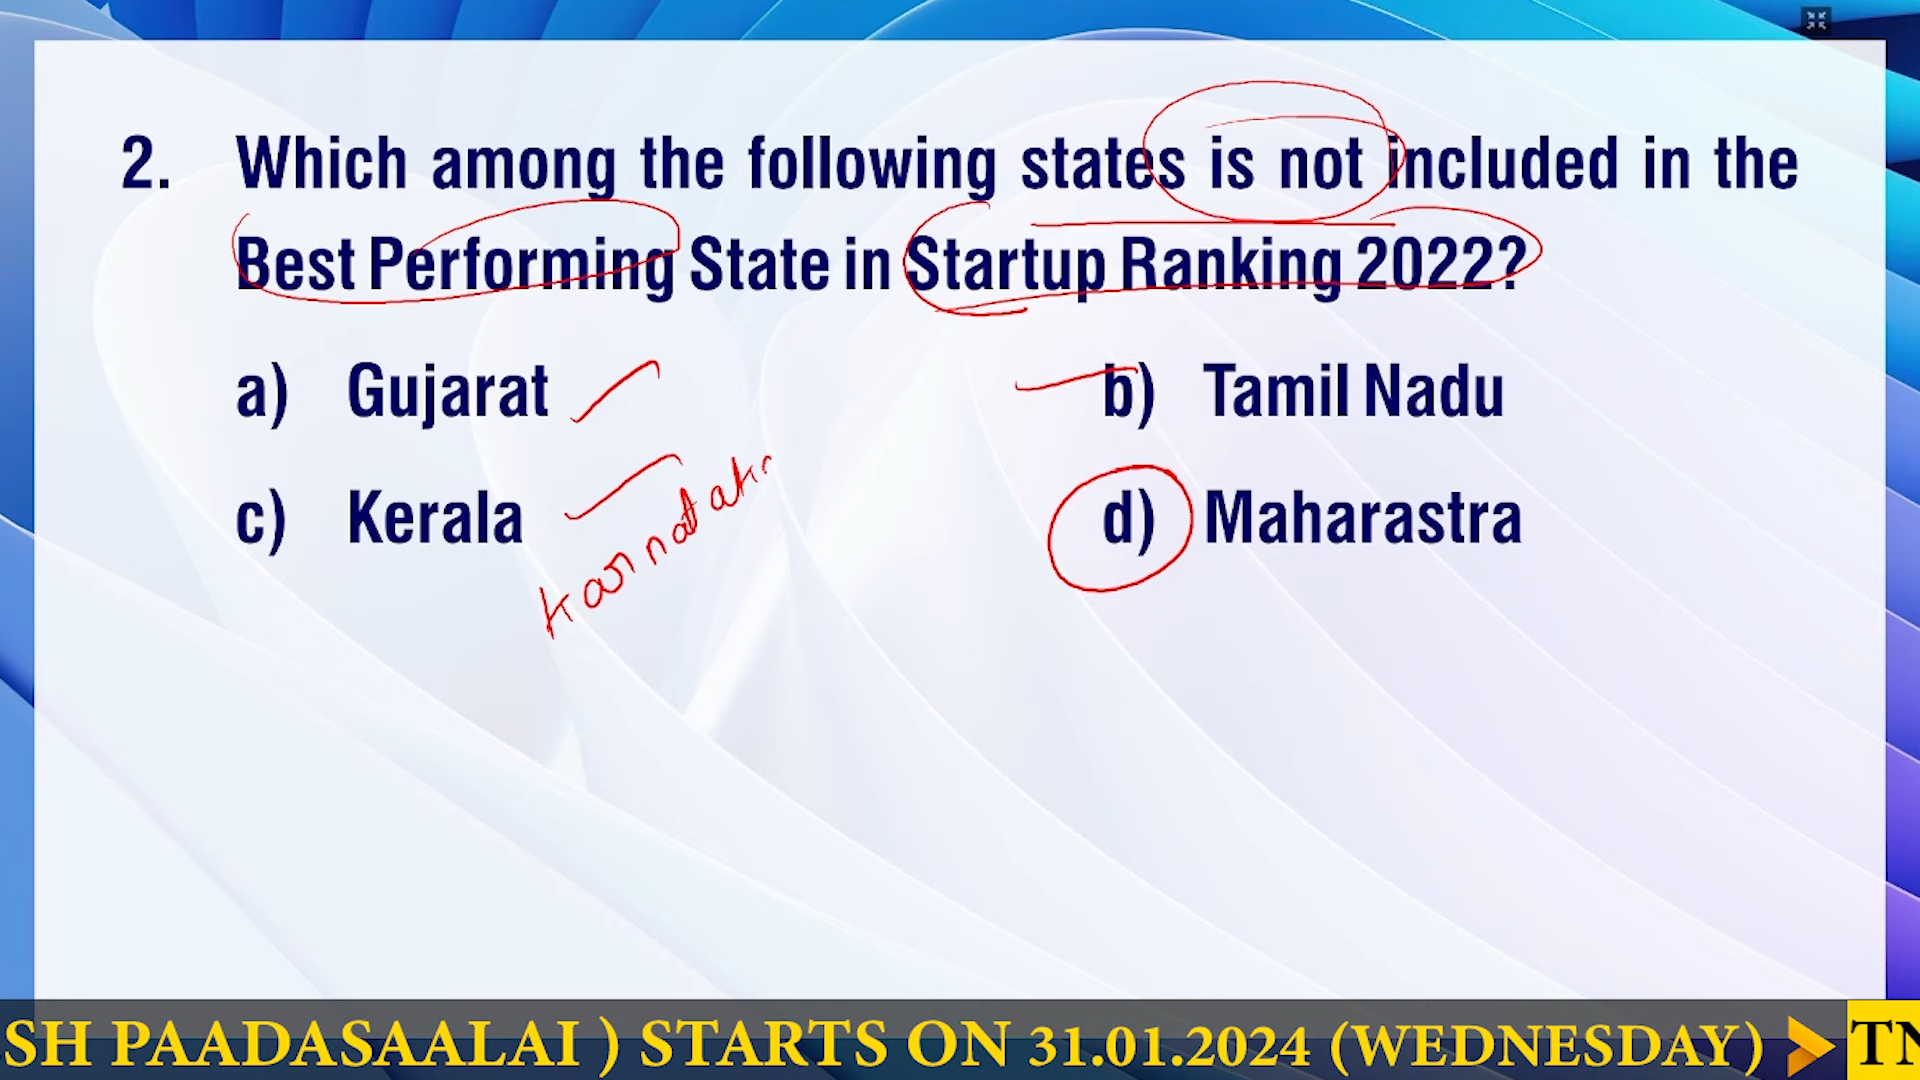 2. Which among the following states is not included in the
Best Performing State in Startup Ranking 2022?
a) Gujarat
b) Tamil Nadu
c) Kerala
d) Maharastra
SH PAADASAALAI ) STARTS ON 31.01.2024 (WEDNESDAY) TN